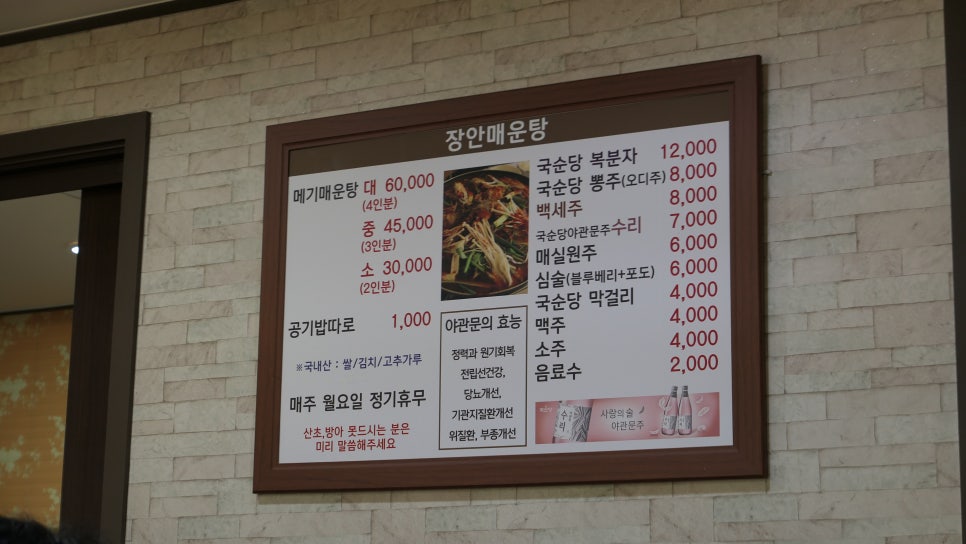 장안매운탕
메기매운탕 대 60,000
(4인분)
중 45,000
(3인분)
소 30,000
(2인분)
공기밥따로 1,000
※국내산 : 쌀/김치/고추가루
매주 월요일 정기휴무
산초,방아 못드시는 분은
미리 말씀해주세요
야관문의 효능
정력과 원기회복
전립선건강,
당뇨개선,
기관지질환개선
위질환, 부종개선
국순당 복분자 12,000
국순당 뽕주(오디주) 8,000
백세주 8,000
국순당야관문주수리 7,000
매실원주 6,000
심술(블루베리+포도) 6,000
국순당 막걸리 4,000
맥주 4,000
소주 4,000
음료수 2,000
수리
사랑의술
야관문주